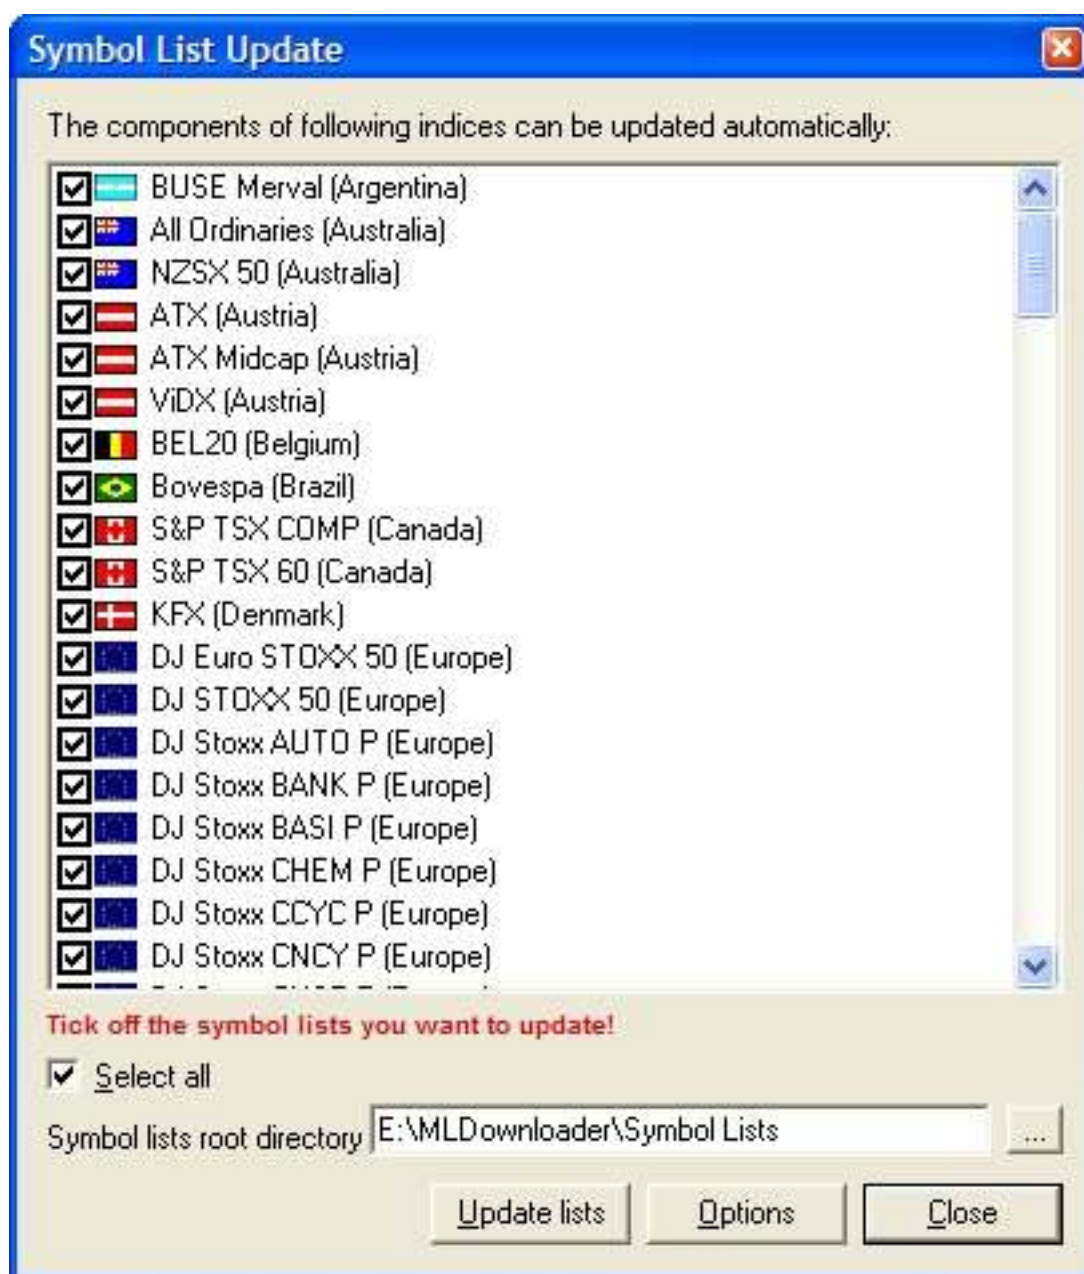 Symbol List Update
The components of following indices can be updated automatically:
BUSE Merval (Argentina)
All Ordinaries (Australia)
NZSX 50 (Australia)
ATX (Austria)
ATX Midcap (Austria)
ViDX (Austria)
BEL20 (Belgium)
Bovespa (Brazil)
S&P TSX COMP (Canada)
S&P TSX 60 (Canada)
KFX (Denmark)
DJ Euro STOXX 50 (Europe)
DJ STOXX 50 (Europe)
DJ Stoxx AUTO P (Europe)
DJ Stoxx BANK P (Europe)
DJ Stoxx BASI P (Europe)
DJ Stoxx CHEM P (Europe)
DJ Stoxx CCYC P (Europe)
DJ Stoxx CNCY P (Europe)
Tick off the symbol lists you want to update!
Select all
Symbol lists root directory E:\MLDownloader\Symbol Lists ...
Update lists Options Close